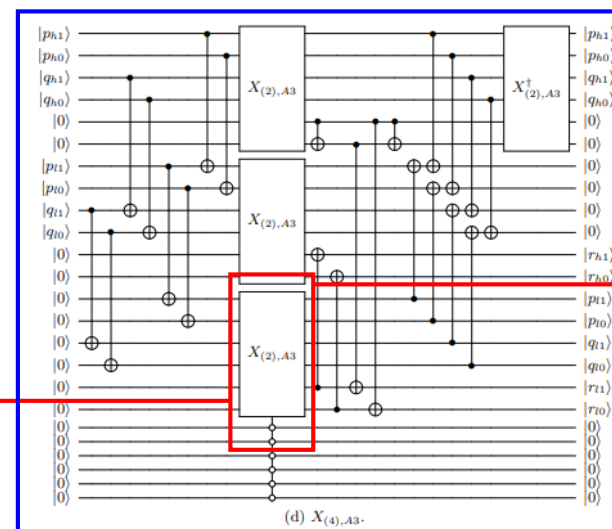 |p_{h1}⟩ |p_{h1}⟩
|p_{h0}⟩ |p_{h0}⟩
|q_{h1}⟩ X_{(2),A3} X^†_{(2),A3} |q_{h1}⟩
|q_{h0}⟩ |q_{h0}⟩
|0⟩ |0⟩
|0⟩ |0⟩
|p_{l1}⟩ |0⟩
|p_{l0}⟩ |0⟩
|q_{l1}⟩ X_{(2),A3} |0⟩
|q_{l0}⟩ |0⟩
|0⟩ |r_{h1}⟩
|0⟩ |r_{h0}⟩
|0⟩ |p_{l1}⟩
|0⟩ |p_{l0}⟩
|0⟩ X_{(2),A3} |q_{l1}⟩
|0⟩ |q_{l0}⟩
|0⟩ |r_{l1}⟩
|0⟩ |r_{l0}⟩
|0⟩ |0⟩
|0⟩ |0⟩
|0⟩ |0⟩
|0⟩ |0⟩
|0⟩ |0⟩
|0⟩ |0⟩
(d) X_{(4),A3}.